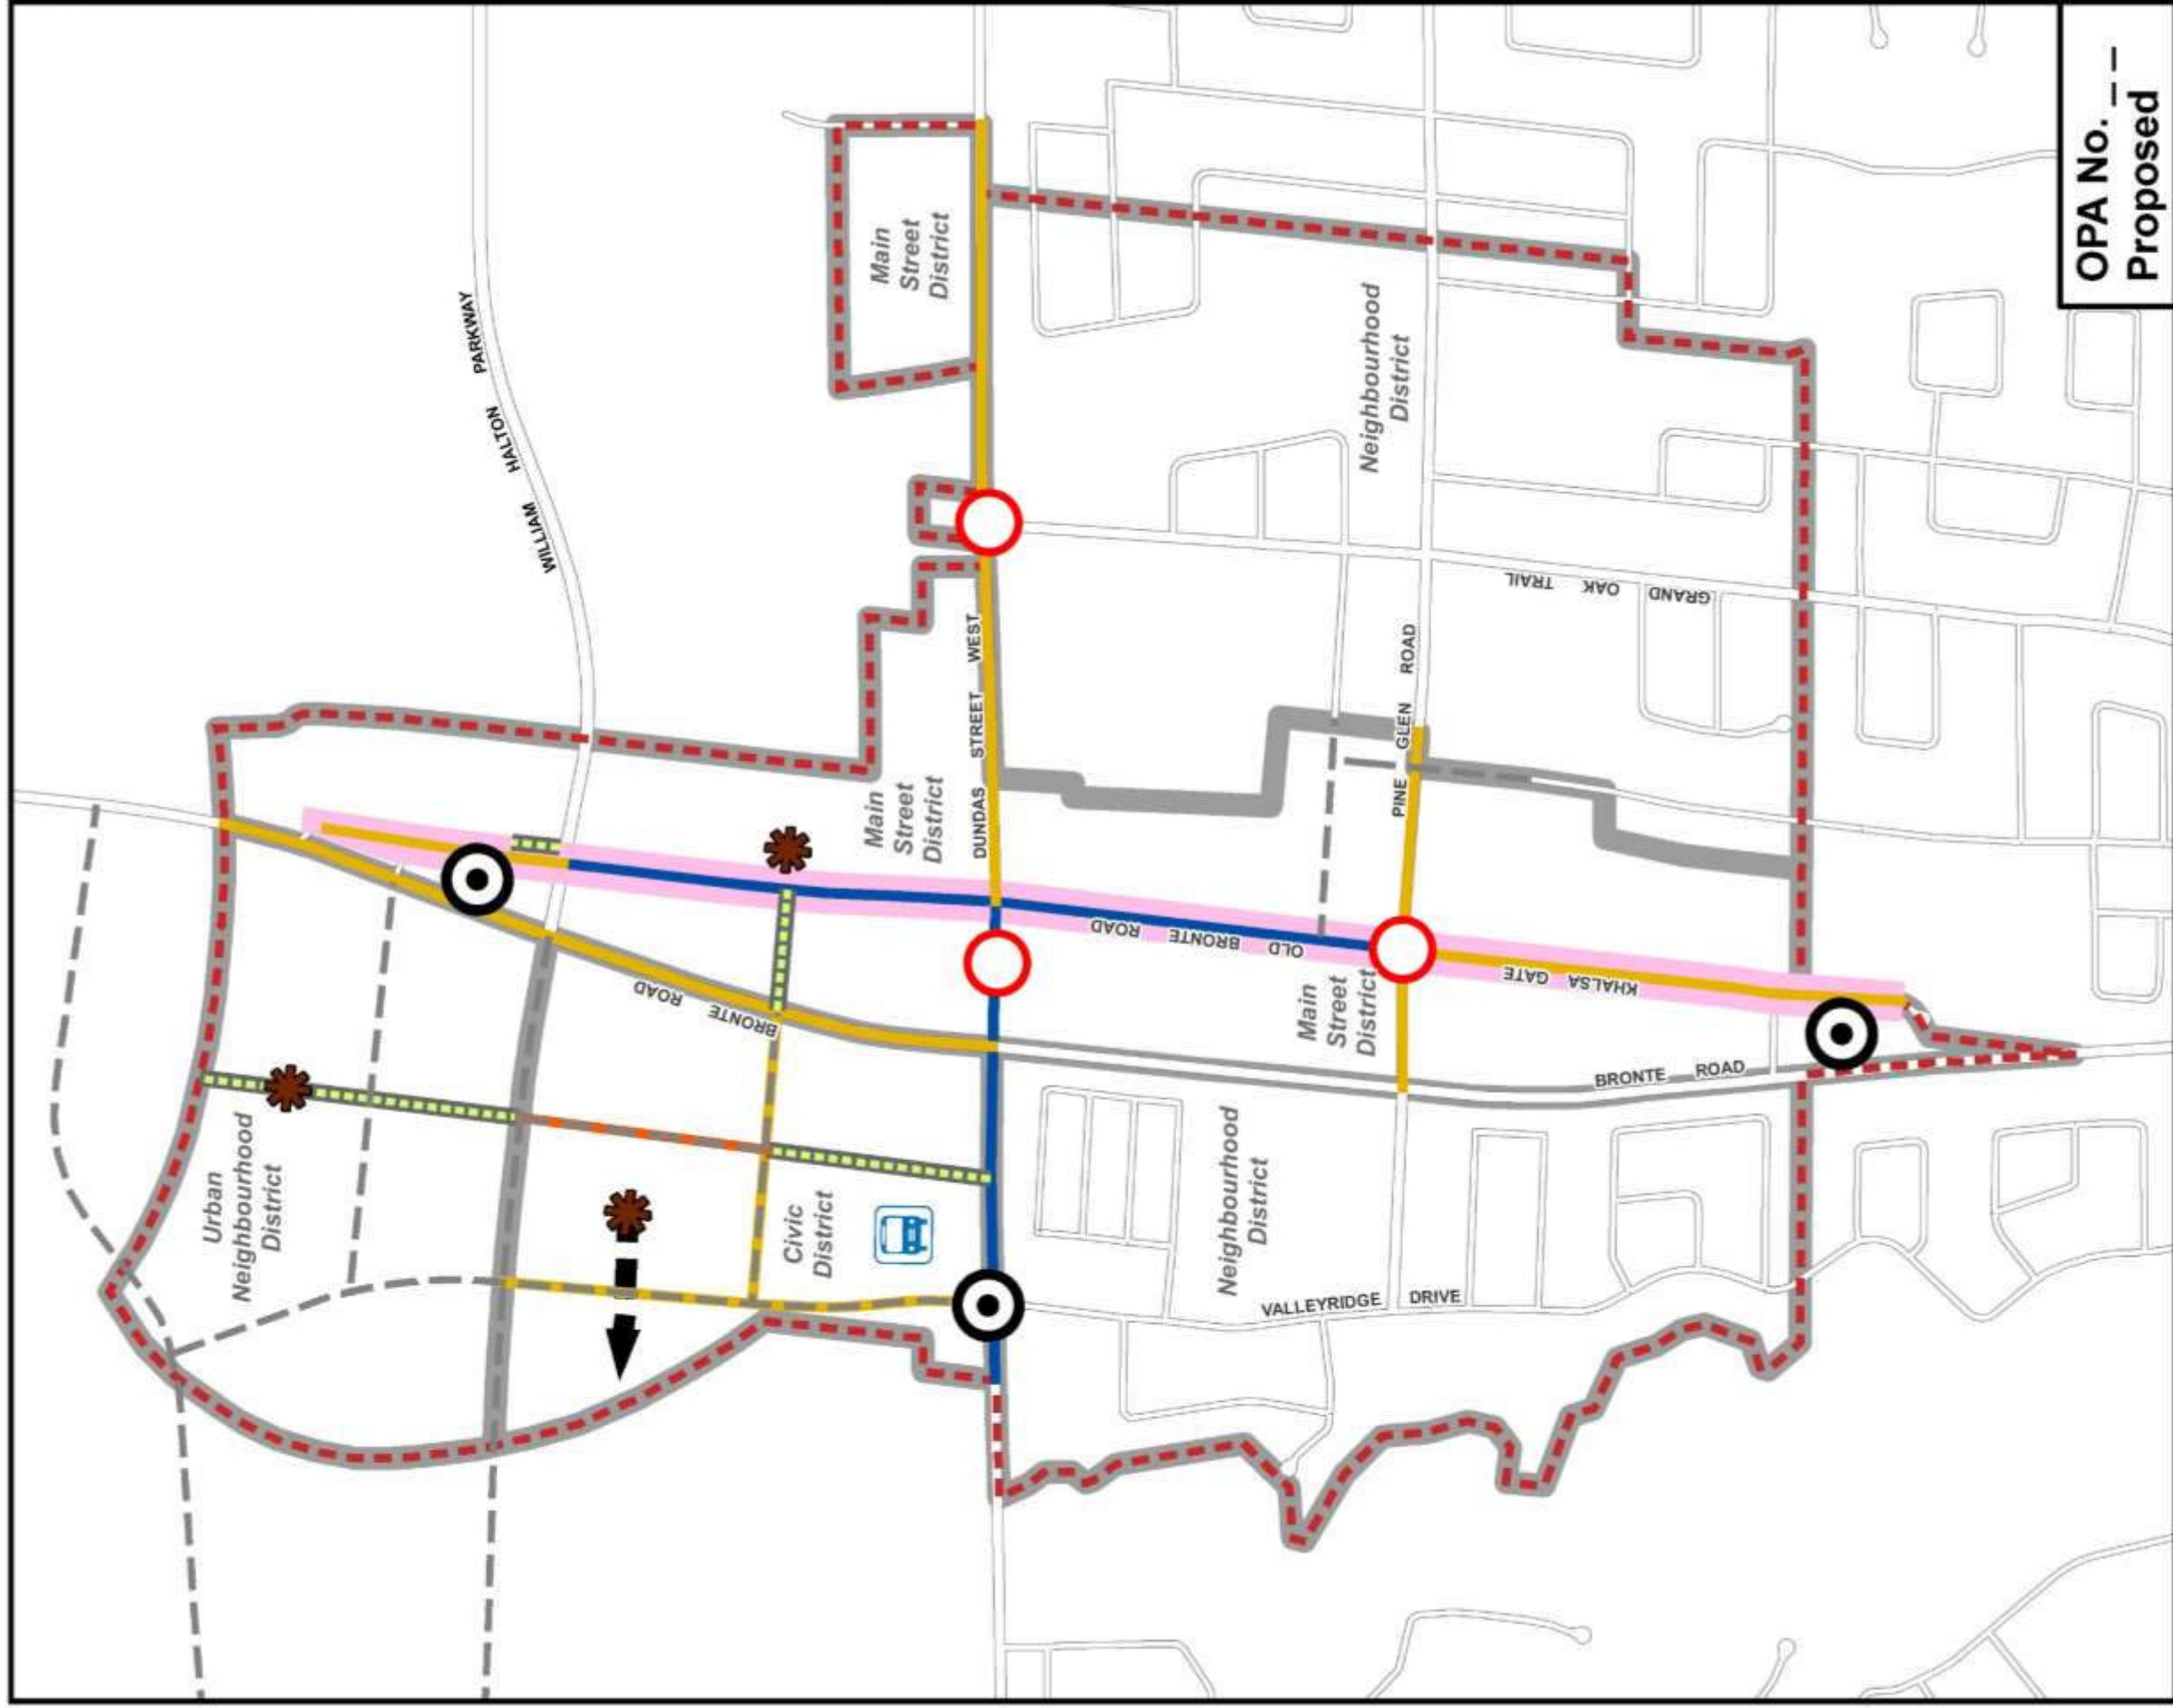 OPA No. _ _
Proposed
WILLIAM HALTON PARKWAY
Main
Street
District
Neighbourhood
District
DUNDAS STREET WEST
GRAND OAK TRAIL
PINE GLEN ROAD
Main
Street
District
OLD BRONTE ROAD
KHALSA GATE
Main
Street
District
BRONTE ROAD
BRONTE ROAD
Urban
Neighbourhood
District
Civic
District
Neighbourhood
District
VALLEYRIDGE DRIVE